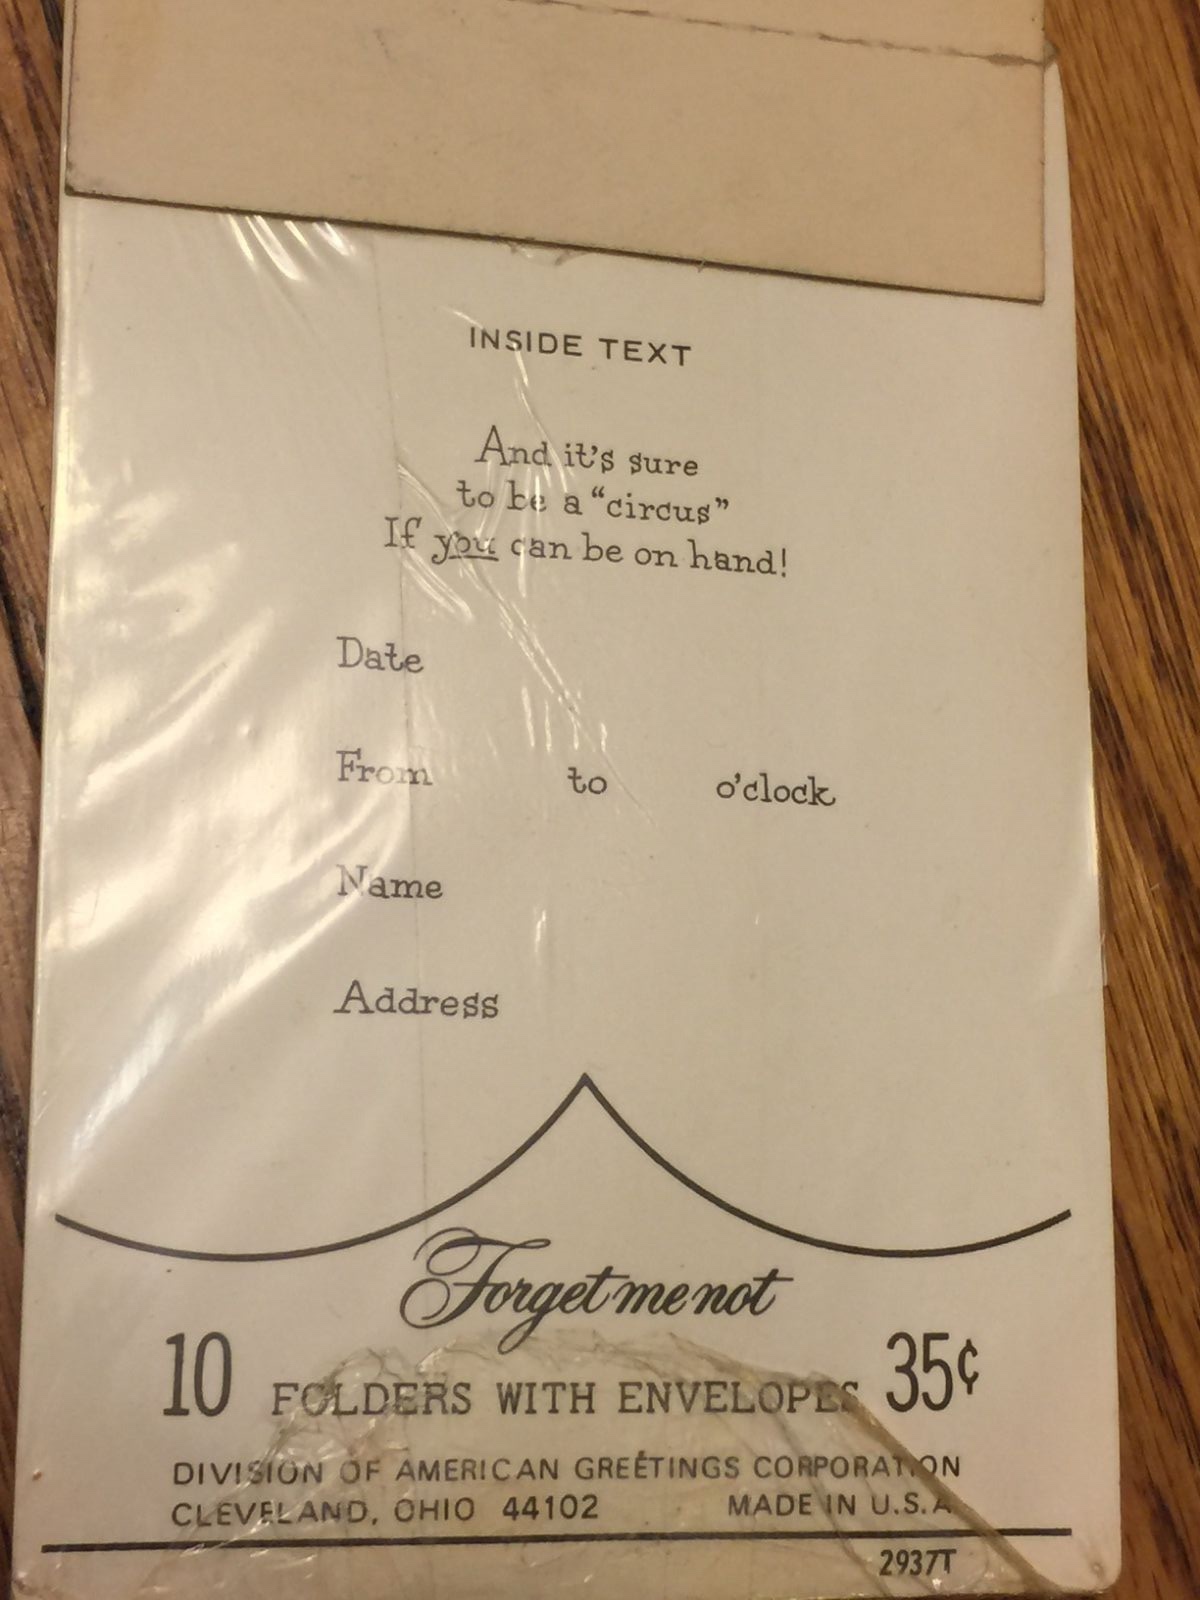 INSIDE TEXT
And it's sure
to be a “circus”
If you can be on hand!
Date
From to o'clock
Name
Address
Forget me not
10 FOLDERS WITH ENVELOPES 35¢
DIVISION OF AMERICAN GREETINGS CORPORATION
CLEVELAND, OHIO 44102 MADE IN U.S.A.
2937T